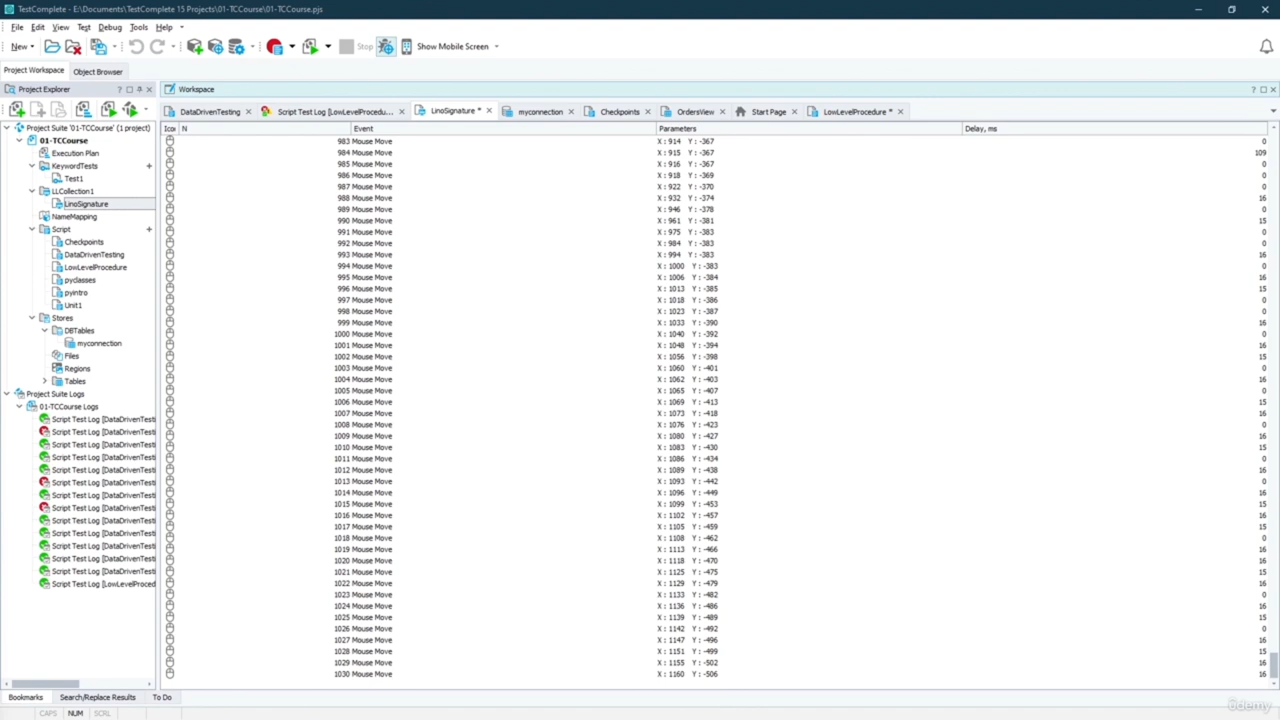 TestComplete - E:\Documents\TestComplete 15 Projects\01-TCCourse\01-TCCourse.pjs
File Edit View Test Debug Tools Help
New Stop Show Mobile Screen
Project Workspace Object Browser
Project Explorer Workspace
DataDrivenTesting Script Test Log [LowLevelProcedu... LinoSignature * myconnection Checkpoints OrdersView Start Page LowLevelProcedure *
Project Suite '01-TCCourse' (1 project)
01-TCCourse
Execution Plan
KeywordTests
Test1
LLCollection1
LinoSignature
NameMapping
Script
Checkpoints
DataDrivenTesting
LowLevelProcedure
pyclasses
pyintro
Unit1
Stores
DBTables
myconnection
Files
Regions
Tables
Project Suite Logs
01-TCCourse Logs
Script Test Log [DataDrivenTesti
Script Test Log [DataDrivenTesti
Script Test Log [DataDrivenTesti
Script Test Log [DataDrivenTesti
Script Test Log [DataDrivenTesti
Script Test Log [DataDrivenTesti
Script Test Log [DataDrivenTesti
Script Test Log [DataDrivenTesti
Script Test Log [DataDrivenTesti
Script Test Log [DataDrivenTesti
Script Test Log [DataDrivenTesti
Script Test Log [DataDrivenTesti
Script Test Log [DataDrivenTesti
Script Test Log [LowLevelProced
Icon N Event Parameters Delay, ms
983 Mouse Move X : 914 Y : -367 0
984 Mouse Move X : 915 Y : -367 109
985 Mouse Move X : 916 Y : -367 0
986 Mouse Move X : 918 Y : -369 16
987 Mouse Move X : 922 Y : -370 0
988 Mouse Move X : 932 Y : -374 16
989 Mouse Move X : 946 Y : -378 0
990 Mouse Move X : 961 Y : -381 15
991 Mouse Move X : 975 Y : -383 0
992 Mouse Move X : 984 Y : -383 0
993 Mouse Move X : 994 Y : -383 16
994 Mouse Move X : 1000 Y : -383 0
995 Mouse Move X : 1006 Y : -384 16
996 Mouse Move X : 1013 Y : -385 15
997 Mouse Move X : 1018 Y : -386 0
998 Mouse Move X : 1023 Y : -387 0
999 Mouse Move X : 1033 Y : -390 16
1000 Mouse Move X : 1040 Y : -392 0
1001 Mouse Move X : 1048 Y : -394 16
1002 Mouse Move X : 1056 Y : -398 15
1003 Mouse Move X : 1060 Y : -401 0
1004 Mouse Move X : 1062 Y : -403 16
1005 Mouse Move X : 1065 Y : -407 0
1006 Mouse Move X : 1069 Y : -413 15
1007 Mouse Move X : 1073 Y : -418 16
1008 Mouse Move X : 1076 Y : -423 0
1009 Mouse Move X : 1080 Y : -427 16
1010 Mouse Move X : 1083 Y : -430 15
1011 Mouse Move X : 1086 Y : -434 0
1012 Mouse Move X : 1089 Y : -438 16
1013 Mouse Move X : 1093 Y : -442 0
1014 Mouse Move X : 1096 Y : -449 16
1015 Mouse Move X : 1099 Y : -453 15
1016 Mouse Move X : 1102 Y : -457 16
1017 Mouse Move X : 1105 Y : -459 15
1018 Mouse Move X : 1108 Y : -462 0
1019 Mouse Move X : 1113 Y : -466 16
1020 Mouse Move X : 1118 Y : -470 16
1021 Mouse Move X : 1125 Y : -475 15
1022 Mouse Move X : 1129 Y : -479 16
1023 Mouse Move X : 1133 Y : -482 0
1024 Mouse Move X : 1136 Y : -486 16
1025 Mouse Move X : 1139 Y : -489 15
1026 Mouse Move X : 1142 Y : -492 0
1027 Mouse Move X : 1147 Y : -496 16
1028 Mouse Move X : 1151 Y : -499 15
1029 Mouse Move X : 1155 Y : -502 16
1030 Mouse Move X : 1160 Y : -506 16
Bookmarks Search/Replace Results To Do
CAPS NUM SCRL
ûdemy